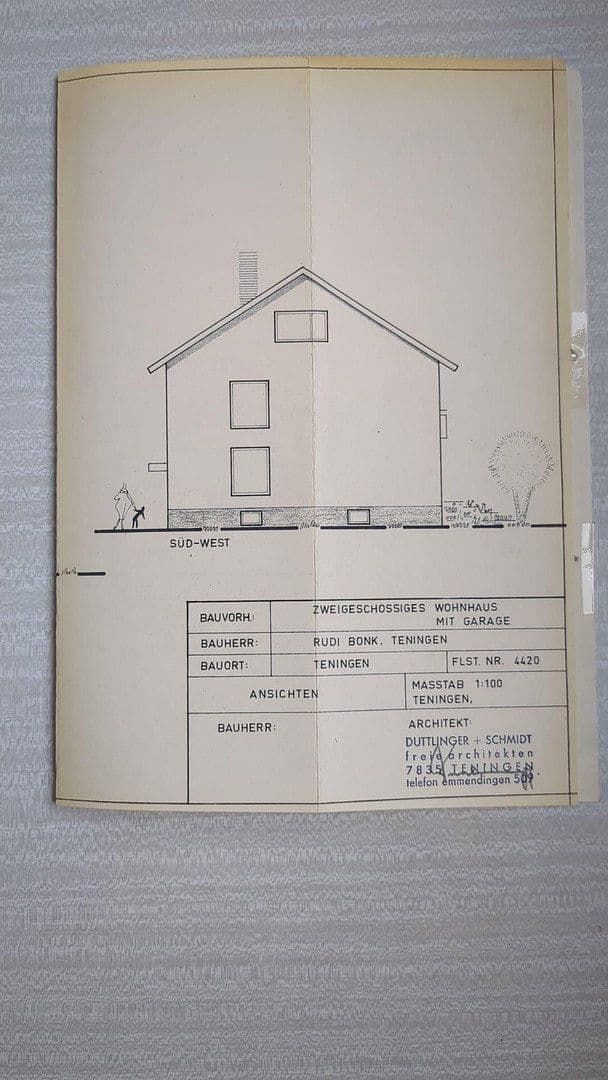 SÜD-WEST
BAUVORH.: ZWEIGESCHOSSIGES WOHNHAUS
MIT GARAGE
BAUHERR: RUDI BONK, TENINGEN
BAUORT: TENINGEN FLST. NR. 4420
ANSICHTEN MASSTAB 1:100
TENINGEN,
BAUHERR: ARCHITEKT:
DUTTLINGER + SCHMIDT
freie architekten
7835 TENINGEN
telefon emmendingen 509